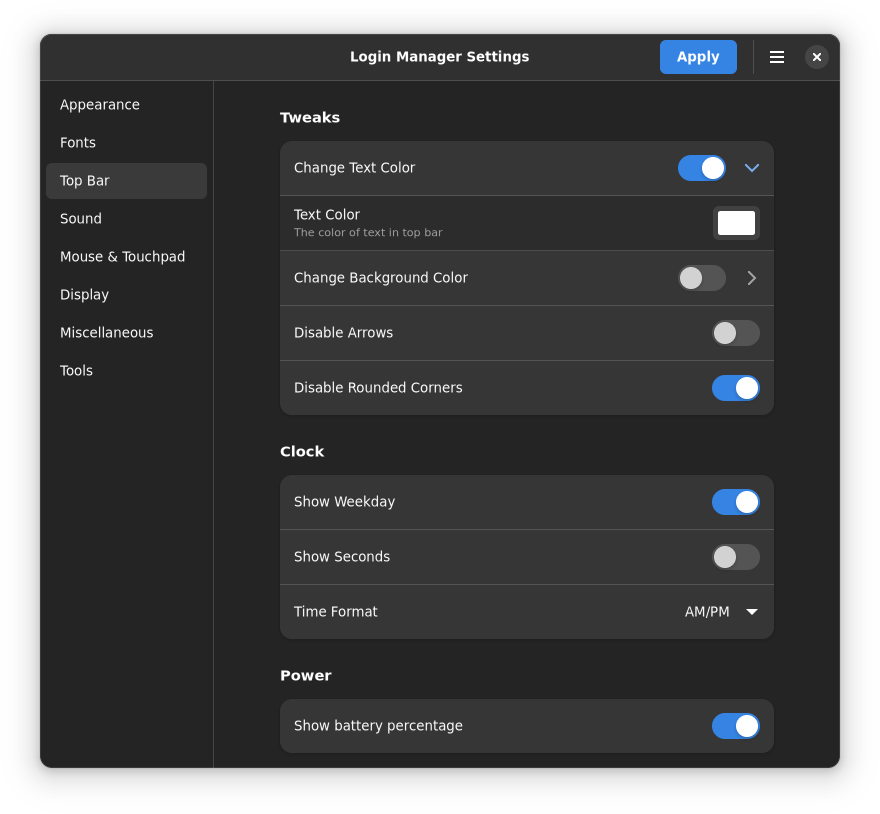 Login Manager Settings
Apply
Appearance
Fonts
Top Bar
Sound
Mouse & Touchpad
Display
Miscellaneous
Tools
Tweaks
Change Text Color
Text Color
The color of text in top bar
Change Background Color
Disable Arrows
Disable Rounded Corners
Clock
Show Weekday
Show Seconds
Time Format AM/PM
Power
Show battery percentage